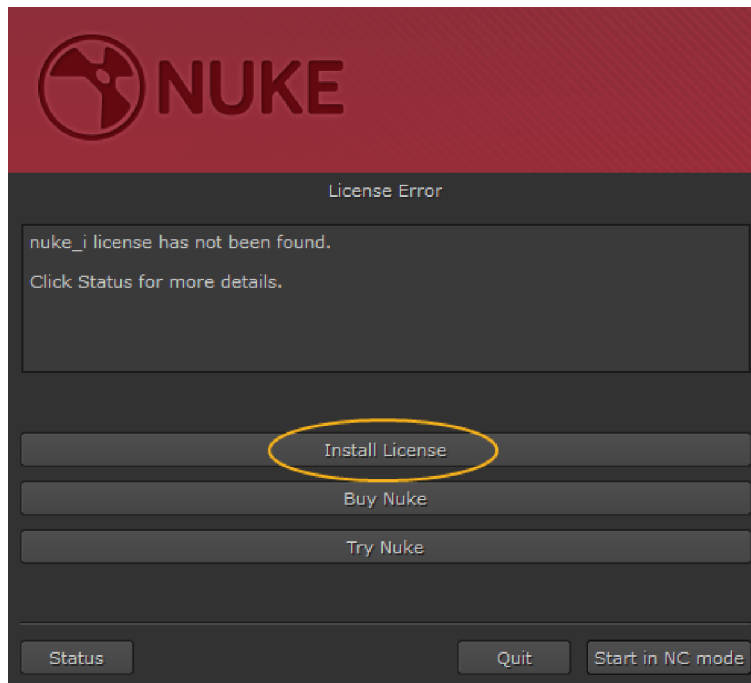 NUKE
License Error
nuke_i license has not been found.
Click Status for more details.
Install License
Buy Nuke
Try Nuke
Status
Quit
Start in NC mode